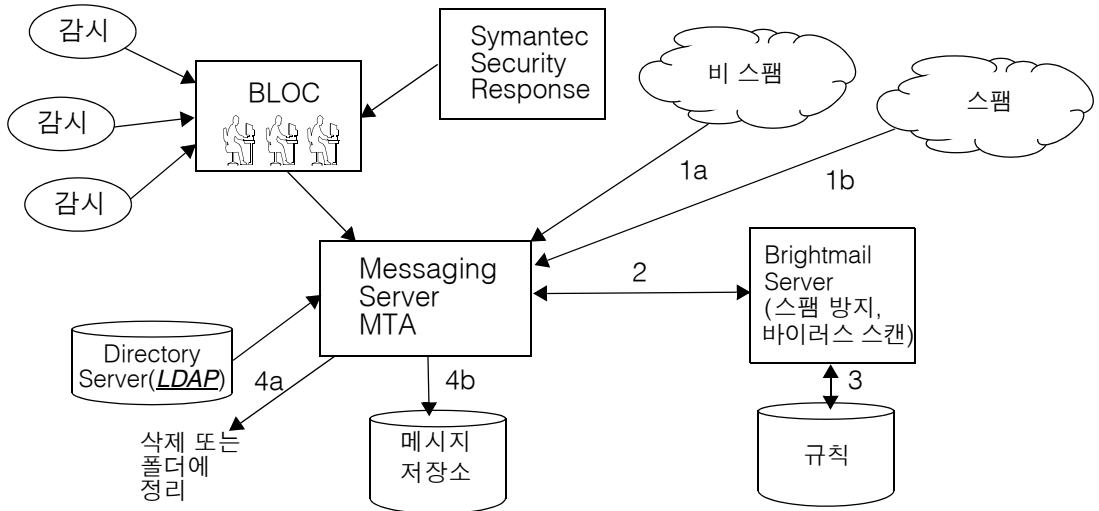 감시
감시
감시
BLOC
Symantec
Security
Response
비 스팸
스팸
1a
1b
Messaging
Server
MTA
2
Brightmail
Server
(스팸 방지,
바이러스 스캔)
3
규칙
Directory
Server(LDAP)
4a
4b
삭제 또는
폴더에
정리
메시지
저장소